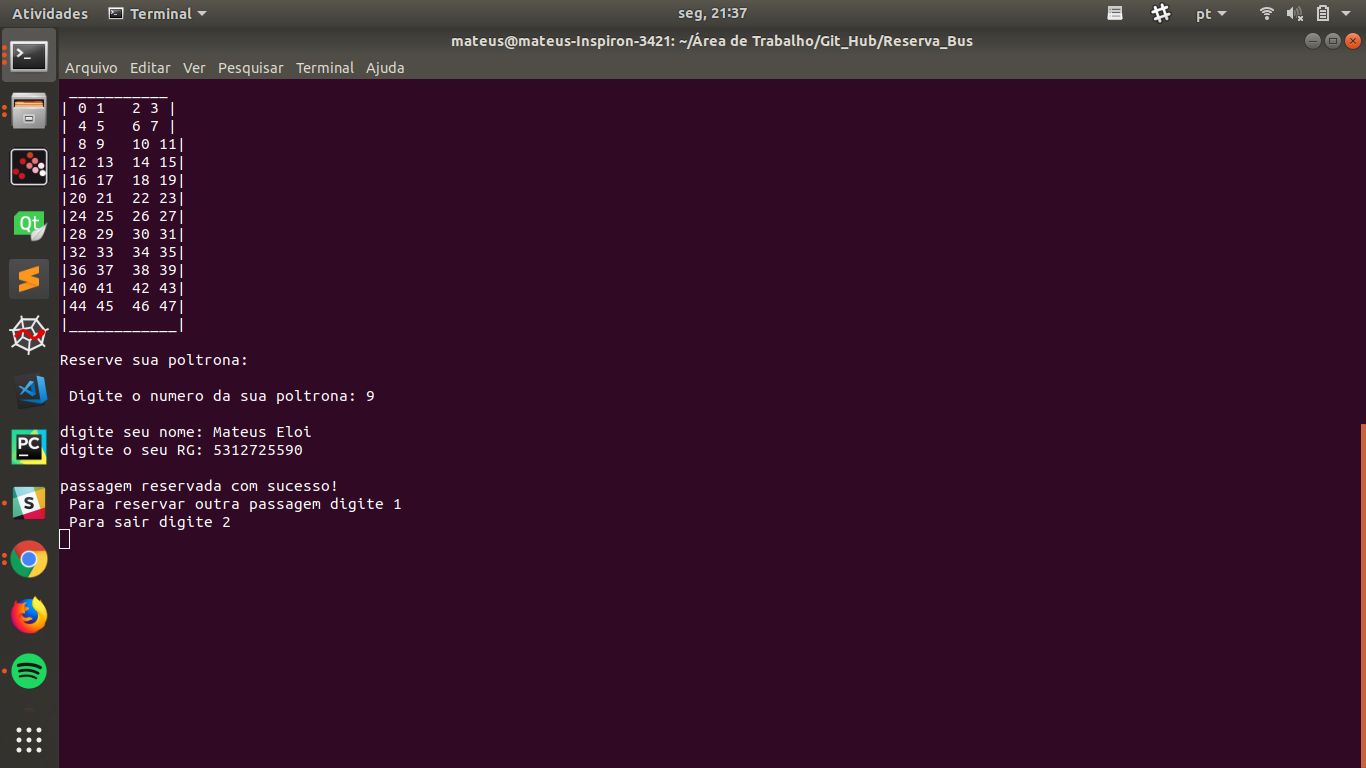 Atividades Terminal seg, 21:37 pt
mateus@mateus-Inspiron-3421: ~/Área de Trabalho/Git_Hub/Reserva_Bus
Arquivo Editar Ver Pesquisar Terminal Ajuda
 ___________
| 0 1   2 3 |
| 4 5   6 7 |
| 8 9   10 11|
|12 13  14 15|
|16 17  18 19|
|20 21  22 23|
|24 25  26 27|
|28 29  30 31|
|32 33  34 35|
|36 37  38 39|
|40 41  42 43|
|44 45  46 47|
|____________|
Reserve sua poltrona:
Digite o numero da sua poltrona: 9
digite seu nome: Mateus Eloi
digite o seu RG: 5312725590
passagem reservada com sucesso!
Para reservar outra passagem digite 1
Para sair digite 2
Qt
PC
S